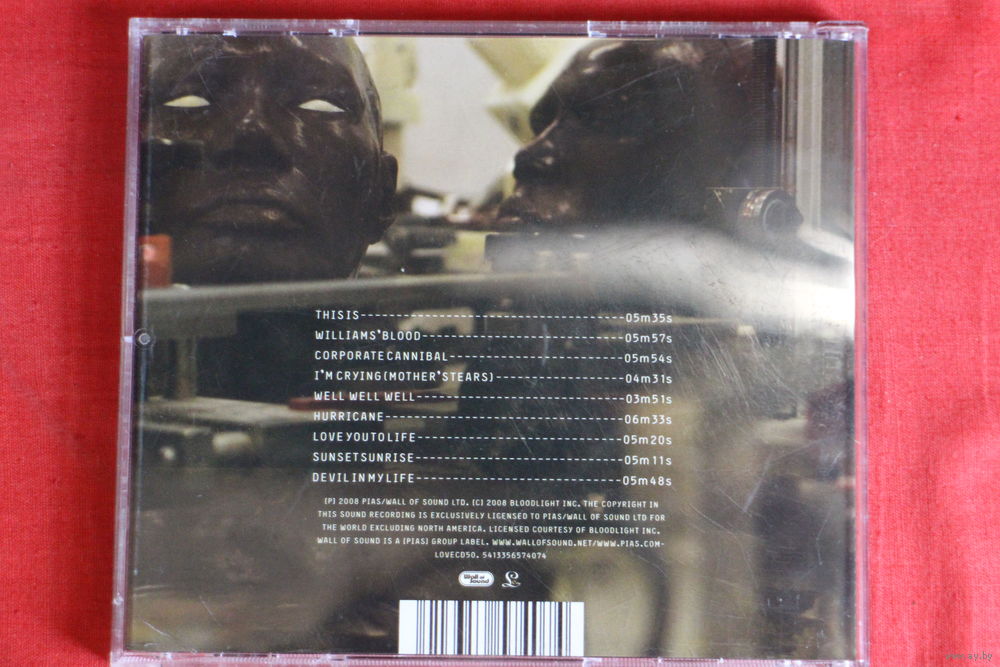 THIS IS------------------------------05m35s
WILLIAMS' BLOOD-----------------------05m57s
CORPORATE CANNIBAL--------------------05m54s
I'M CRYING (MOTHER'S TEARS)---------------04m31s
WELL WELL WELL------------------------03m51s
HURRICANE---------------------------06m33s
LOVE YOU TO LIFE------------------------05m20s
SUNSET SUNRISE------------------------05m11s
DEVIL IN MY LIFE------------------------05m48s
(P) 2008 PIAS/WALL OF SOUND LTD. (C) 2008 BLOODLIGHT INC. THE COPYRIGHT IN
THIS SOUND RECORDING IS EXCLUSIVELY LICENSED TO PIAS/WALL OF SOUND LTD FOR
THE WORLD EXCLUDING NORTH AMERICA. LICENSED COURTESY OF BLOODLIGHT INC.
WALL OF SOUND IS A (PIAS) GROUP LABEL. WWW.WALLOFSOUND.NET/WWW.PIAS.COM-
LOVECD50. 5413356574074
Wall of Sound